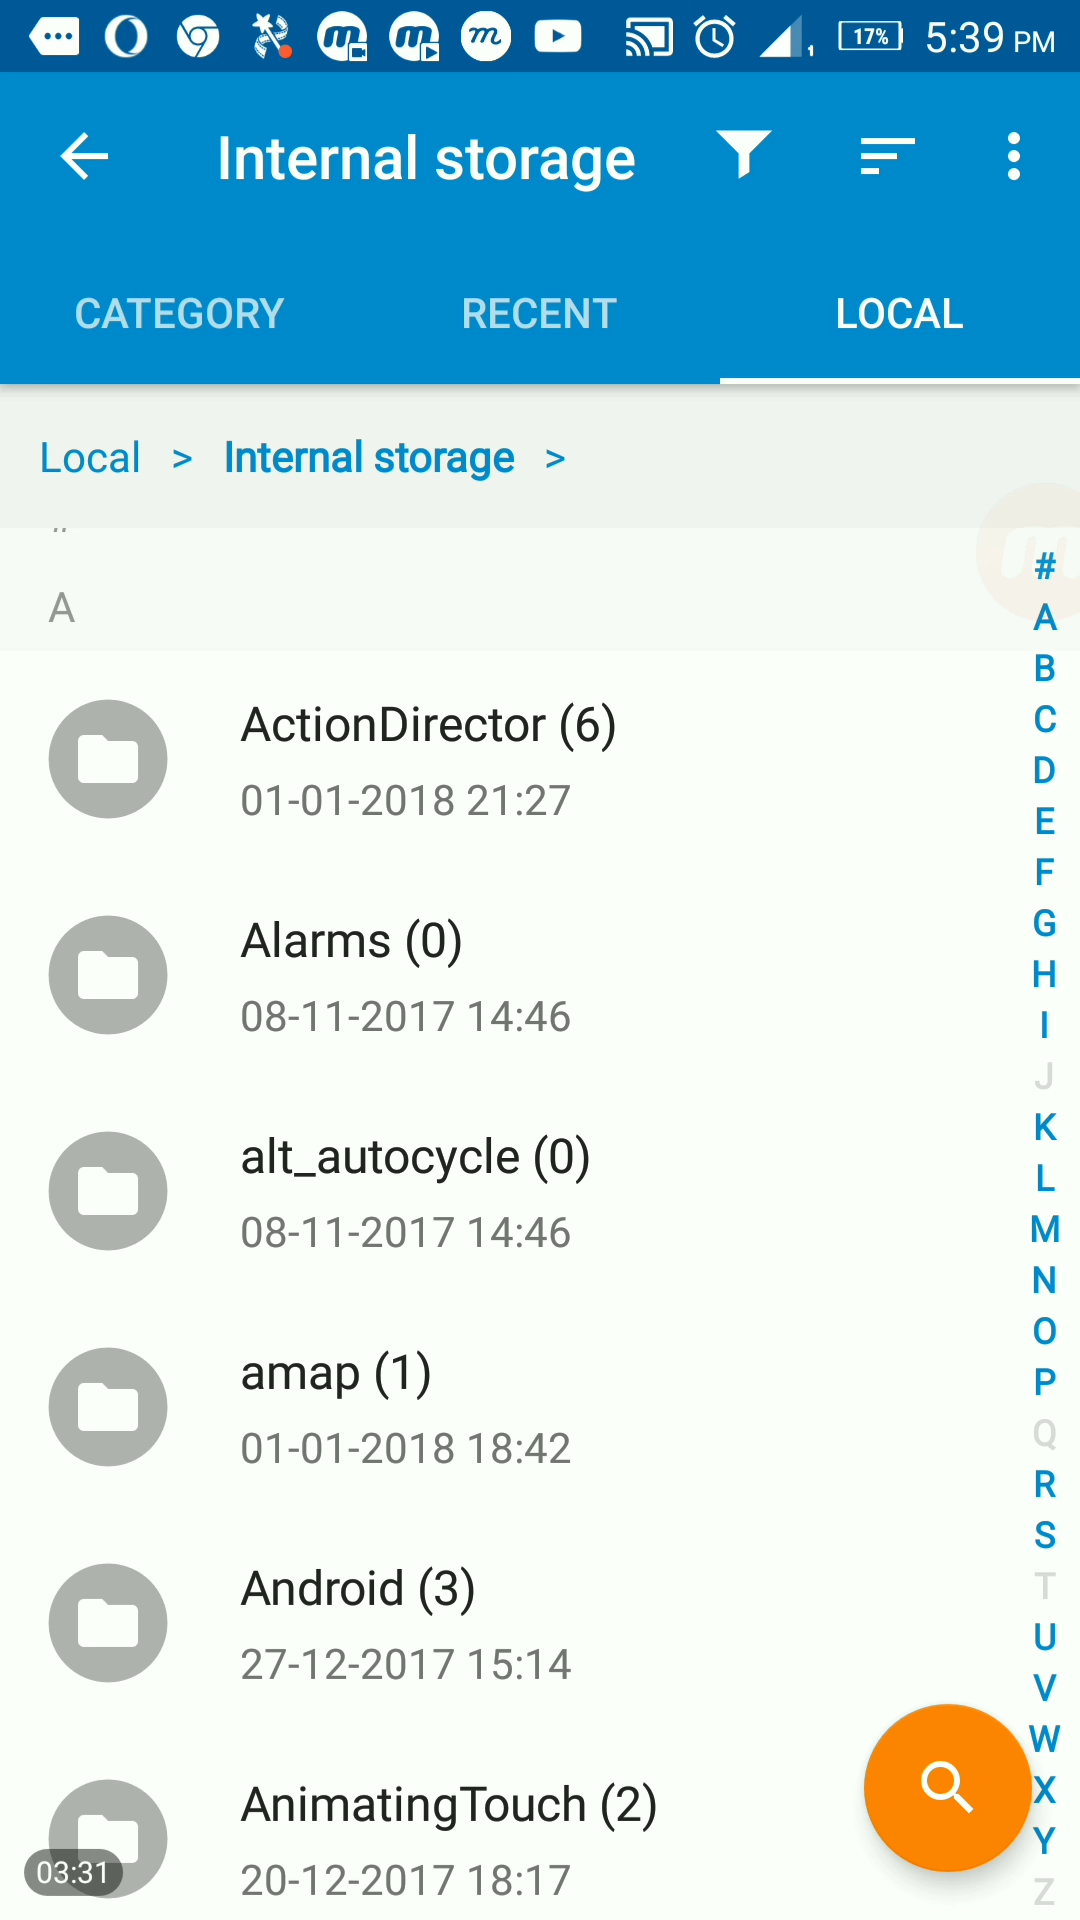 17% 5:39 PM
Internal storage
CATEGORY RECENT LOCAL
Local > Internal storage >
#
A
ActionDirector (6)
01-01-2018 21:27
Alarms (0)
08-11-2017 14:46
alt_autocycle (0)
08-11-2017 14:46
amap (1)
01-01-2018 18:42
Android (3)
27-12-2017 15:14
AnimatingTouch (2)
20-12-2017 18:17
03:31
#
A
B
C
D
E
F
G
H
I
J
K
L
M
N
O
P
Q
R
S
T
U
V
W
X
Y
Z